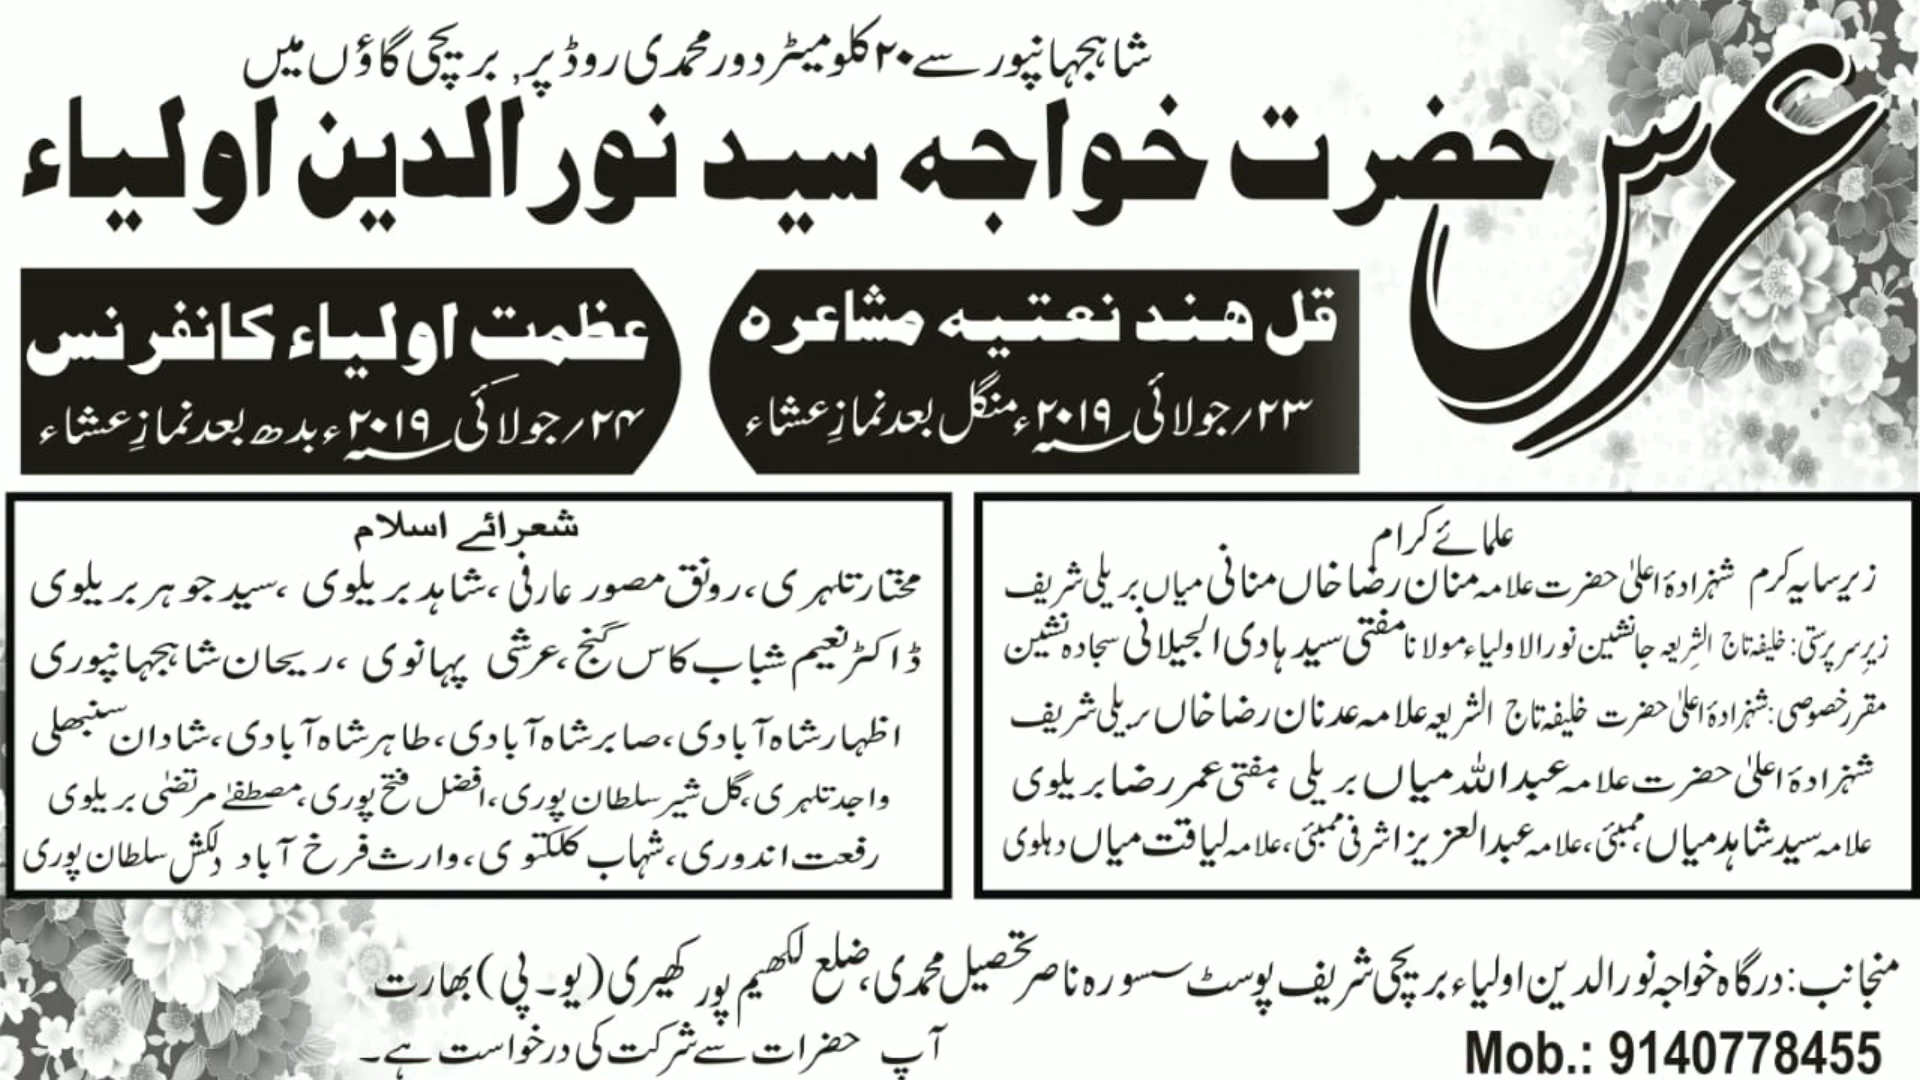 شاہجہانپور سے ۲۰ کلومیٹر دور محمدی روڈ پر, بریچی گاؤں میں
عرس حضرت خواجہ سید نورالدین اولیاء
قل ھند نعتیہ مشاعرہ
۲۳؍جولائی ۲۰۱۹ء منگل بعد نمازِ عشاء
عظمت اولیاء کانفرنس
۲۴؍جولائی ۲۰۱۹ء بدھ بعد نمازِ عشاء
علمائے کرام
زیر سایہ کرم شہزادۂ اعلیٰ حضرت علامہ منان رضا خاں منانی میاں بریلی شریف
زیرِ سرپرستی: خلیفہ تاج الشریعہ جانشین نورالاولیاء مولانا مفتی سید ہادی الجیلانی سجادہ نشین
مقرر خصوصی: شہزادۂ اعلیٰ حضرت خلیفہ تاج الشریعہ علامہ عدنان رضا خاں بریلی شریف
شہزادۂ اعلیٰ حضرت علامہ عبداللہ میاں بریلی، مفتی عمر رضا بریلوی
علامہ سید شاہد میاں، ممبئی، علامہ عبدالعزیز اشرفی ممبئی، علامہ لیاقت میاں دہلوی
شعرائے اسلام
مختار تلہری، رونق مصور عارفی، شاہد بریلوی، سید جوہر بریلوی
ڈاکٹر نعیم شباب کاس گنج، عرشی پہانوی، ریحان شاہجہانپوری
اظہار شاہ آبادی، صابر شاہ آبادی، طاہر شاہ آبادی، شادان سنبھلی
واجد تلہری، گل شیر سلطان پوری، افضل فتح پوری، مصطفیٰ مرتضیٰ بریلوی
رفعت اندوری، شہاب کلکتوی، وارث فرخ آباد دلکش سلطان پوری
منجانب: درگاہ خواجہ نورالدین اولیاء بریچی شریف پوسٹ سسورہ ناصر تحصیل محمدی، ضلع لکھیم پور کھیری (یو۔پی) بھارت
آپ حضرات سے شرکت کی درخواست ہے۔
Mob.: 9140778455